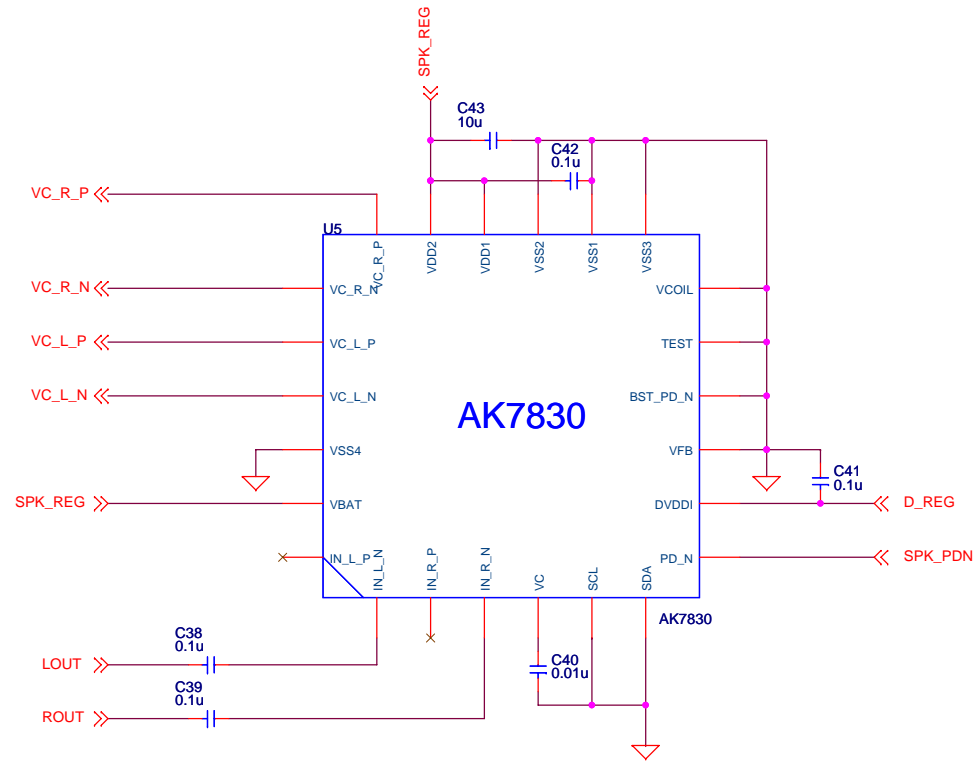 SPK_REG
C43
10u
C42
0.1u
VC_R_P
U5
VC_R_P
VDD2
VDD1
VSS2
VSS1
VSS3
VC_R_N
VC_R_N
VCOIL
VC_L_P
VC_L_P
TEST
VC_L_N
VC_L_N
BST_PD_N
AK7830
VSS4
VFB
C41
0.1u
SPK_REG
VBAT
DVDDI
D_REG
IN_L_P
IN_L_N
IN_R_P
IN_R_N
VC
SCL
SDA
PD_N
SPK_PDN
AK7830
C38
0.1u
LOUT
C40
0.01u
C39
0.1u
ROUT